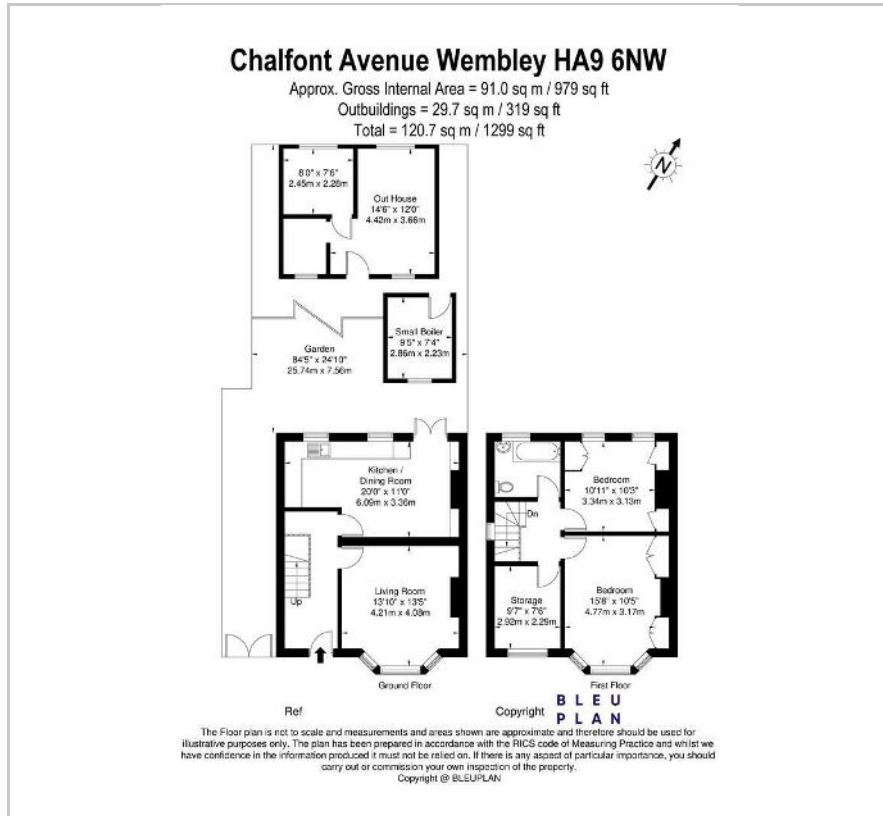 Chalfont Avenue Wembley HA9 6NW
Approx. Gross Internal Area = 91.0 sq m / 979 sq ft
Outbuildings = 29.7 sq m / 319 sq ft
Total = 120.7 sq m / 1299 sq ft
N
8'0" x 7'6"
2.45m x 2.28m
Out House
14'6" x 12'0"
4.42m x 3.66m
Small Boiler
9'5" x 7'4"
2.86m x 2.23m
Garden
84'5" x 24'10"
25.74m x 7.56m
Kitchen /
Dining Room
20'0" x 11'0"
6.09m x 3.36m
Bedroom
10'11" x 10'3"
3.34m x 3.13m
Dn
Living Room
13'10" x 13'5"
4.21m x 4.08m
Up
Storage
9'7" x 7'6"
2.92m x 2.29m
Bedroom
15'8" x 10'5"
4.77m x 3.17m
Ground Floor
First Floor
Ref
Copyright
BLEU
PLAN
The Floor plan is not to scale and measurements and areas shown are approximate and therefore should be used for
illustrative purposes only. The plan has been prepared in accordance with the RICS code of Measuring Practice and whilst we
have confidence in the information produced it must not be relied on. If there is any aspect of particular importance, you should
carry out or commission your own inspection of the property.
Copyright @ BLEUPLAN